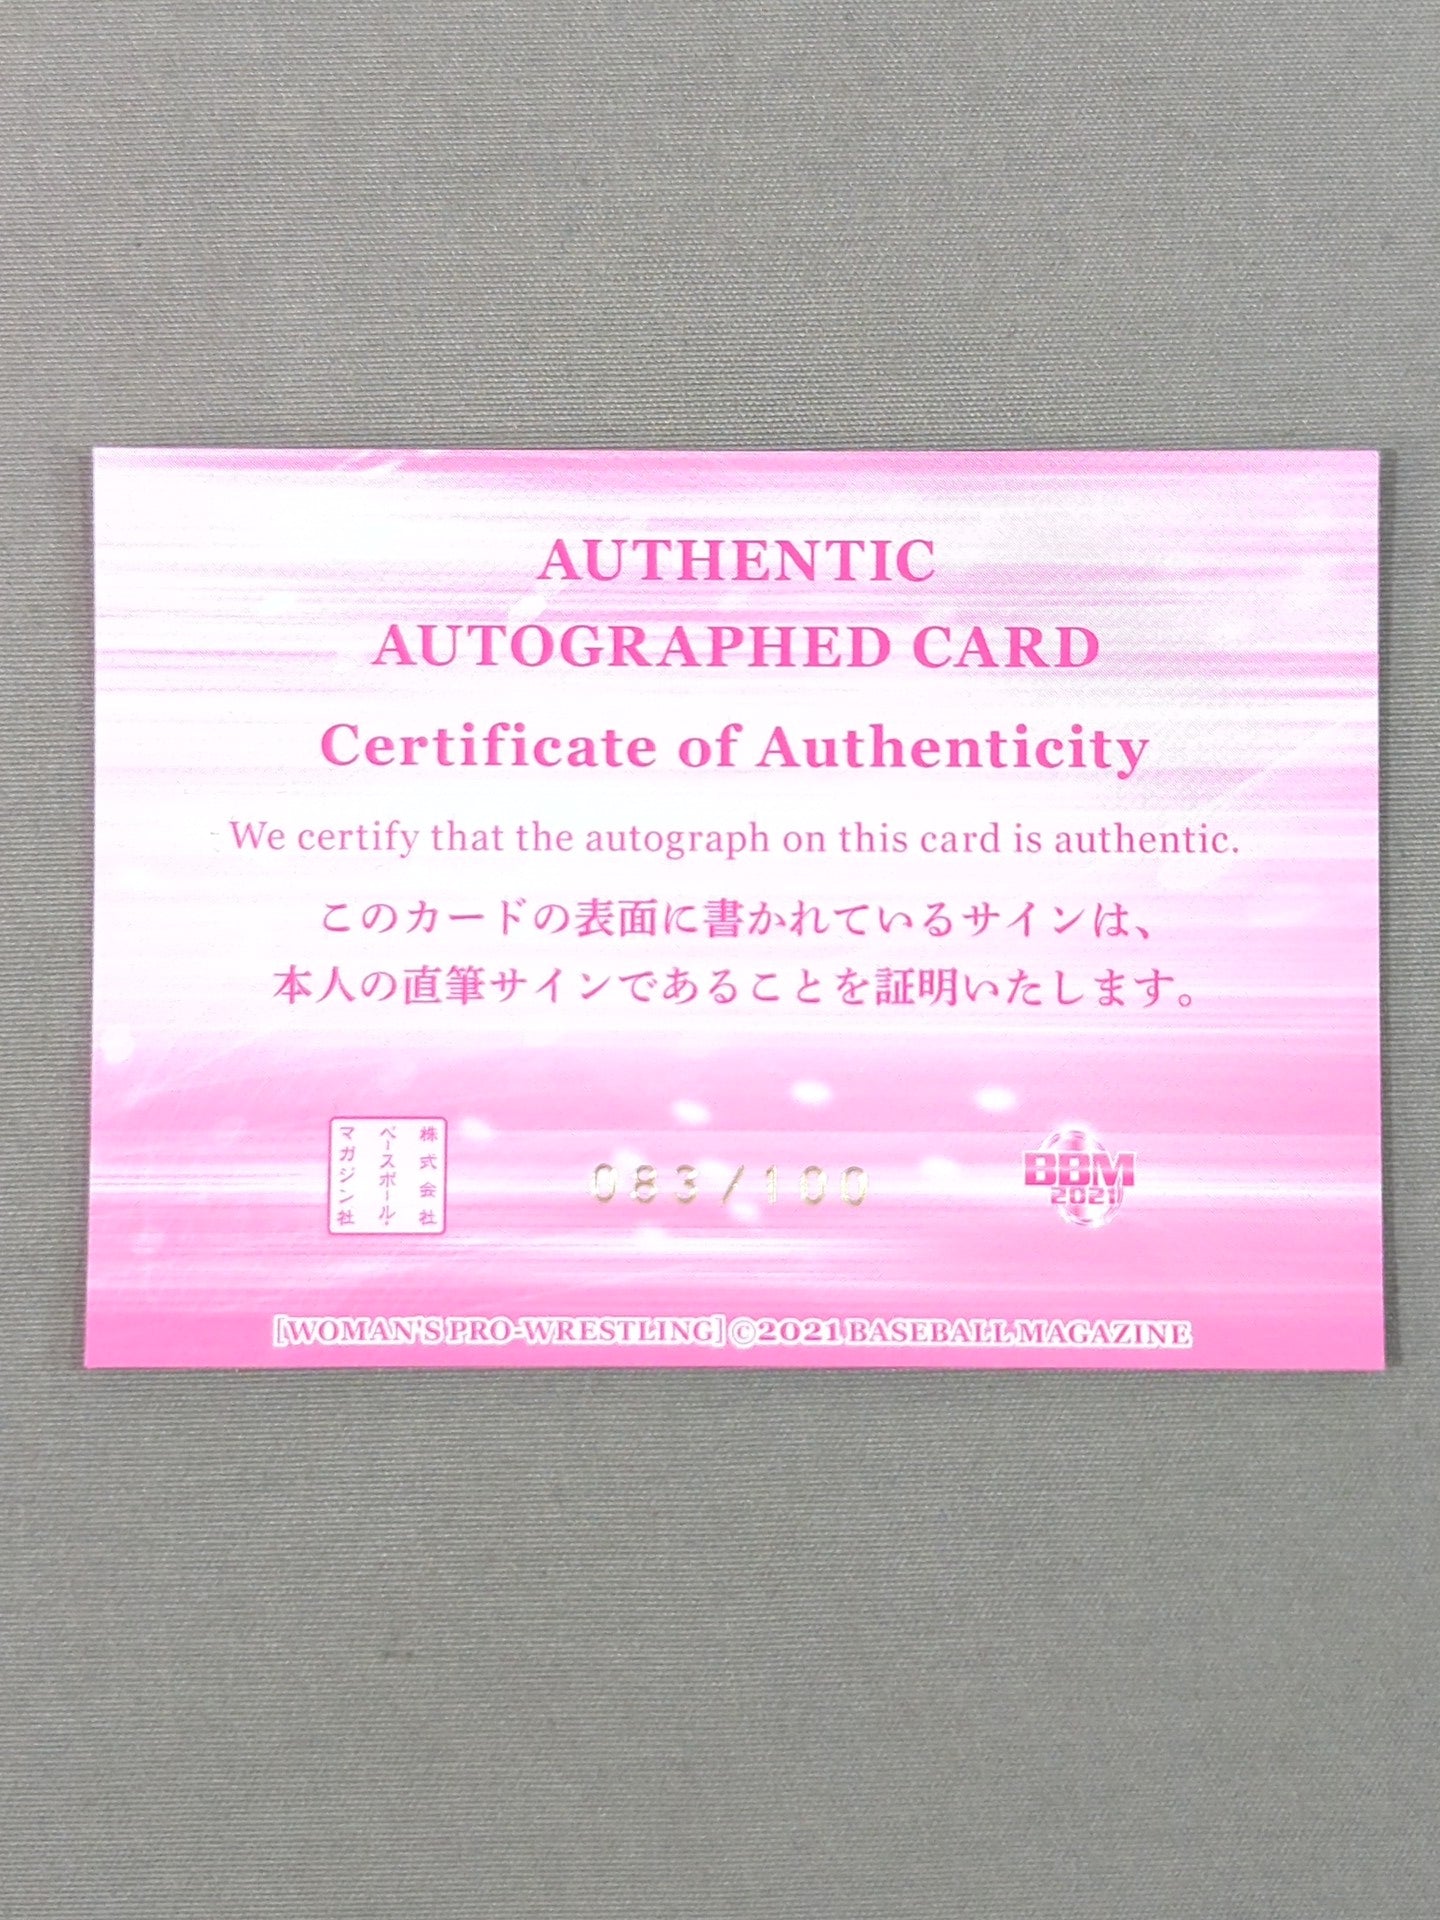 AUTHENTIC
AUTOGRAPHED CARD
Certificate of Authenticity
We certify that the autograph on this card is authentic.
このカードの表面に書かれているサインは、
本人の直筆サインであることを証明いたします。
株式会社
ベースボール・
マガジン社
083/100
BBM
2021
[WOMAN'S PRO-WRESTLING] ©2021 BASEBALL MAGAZINE